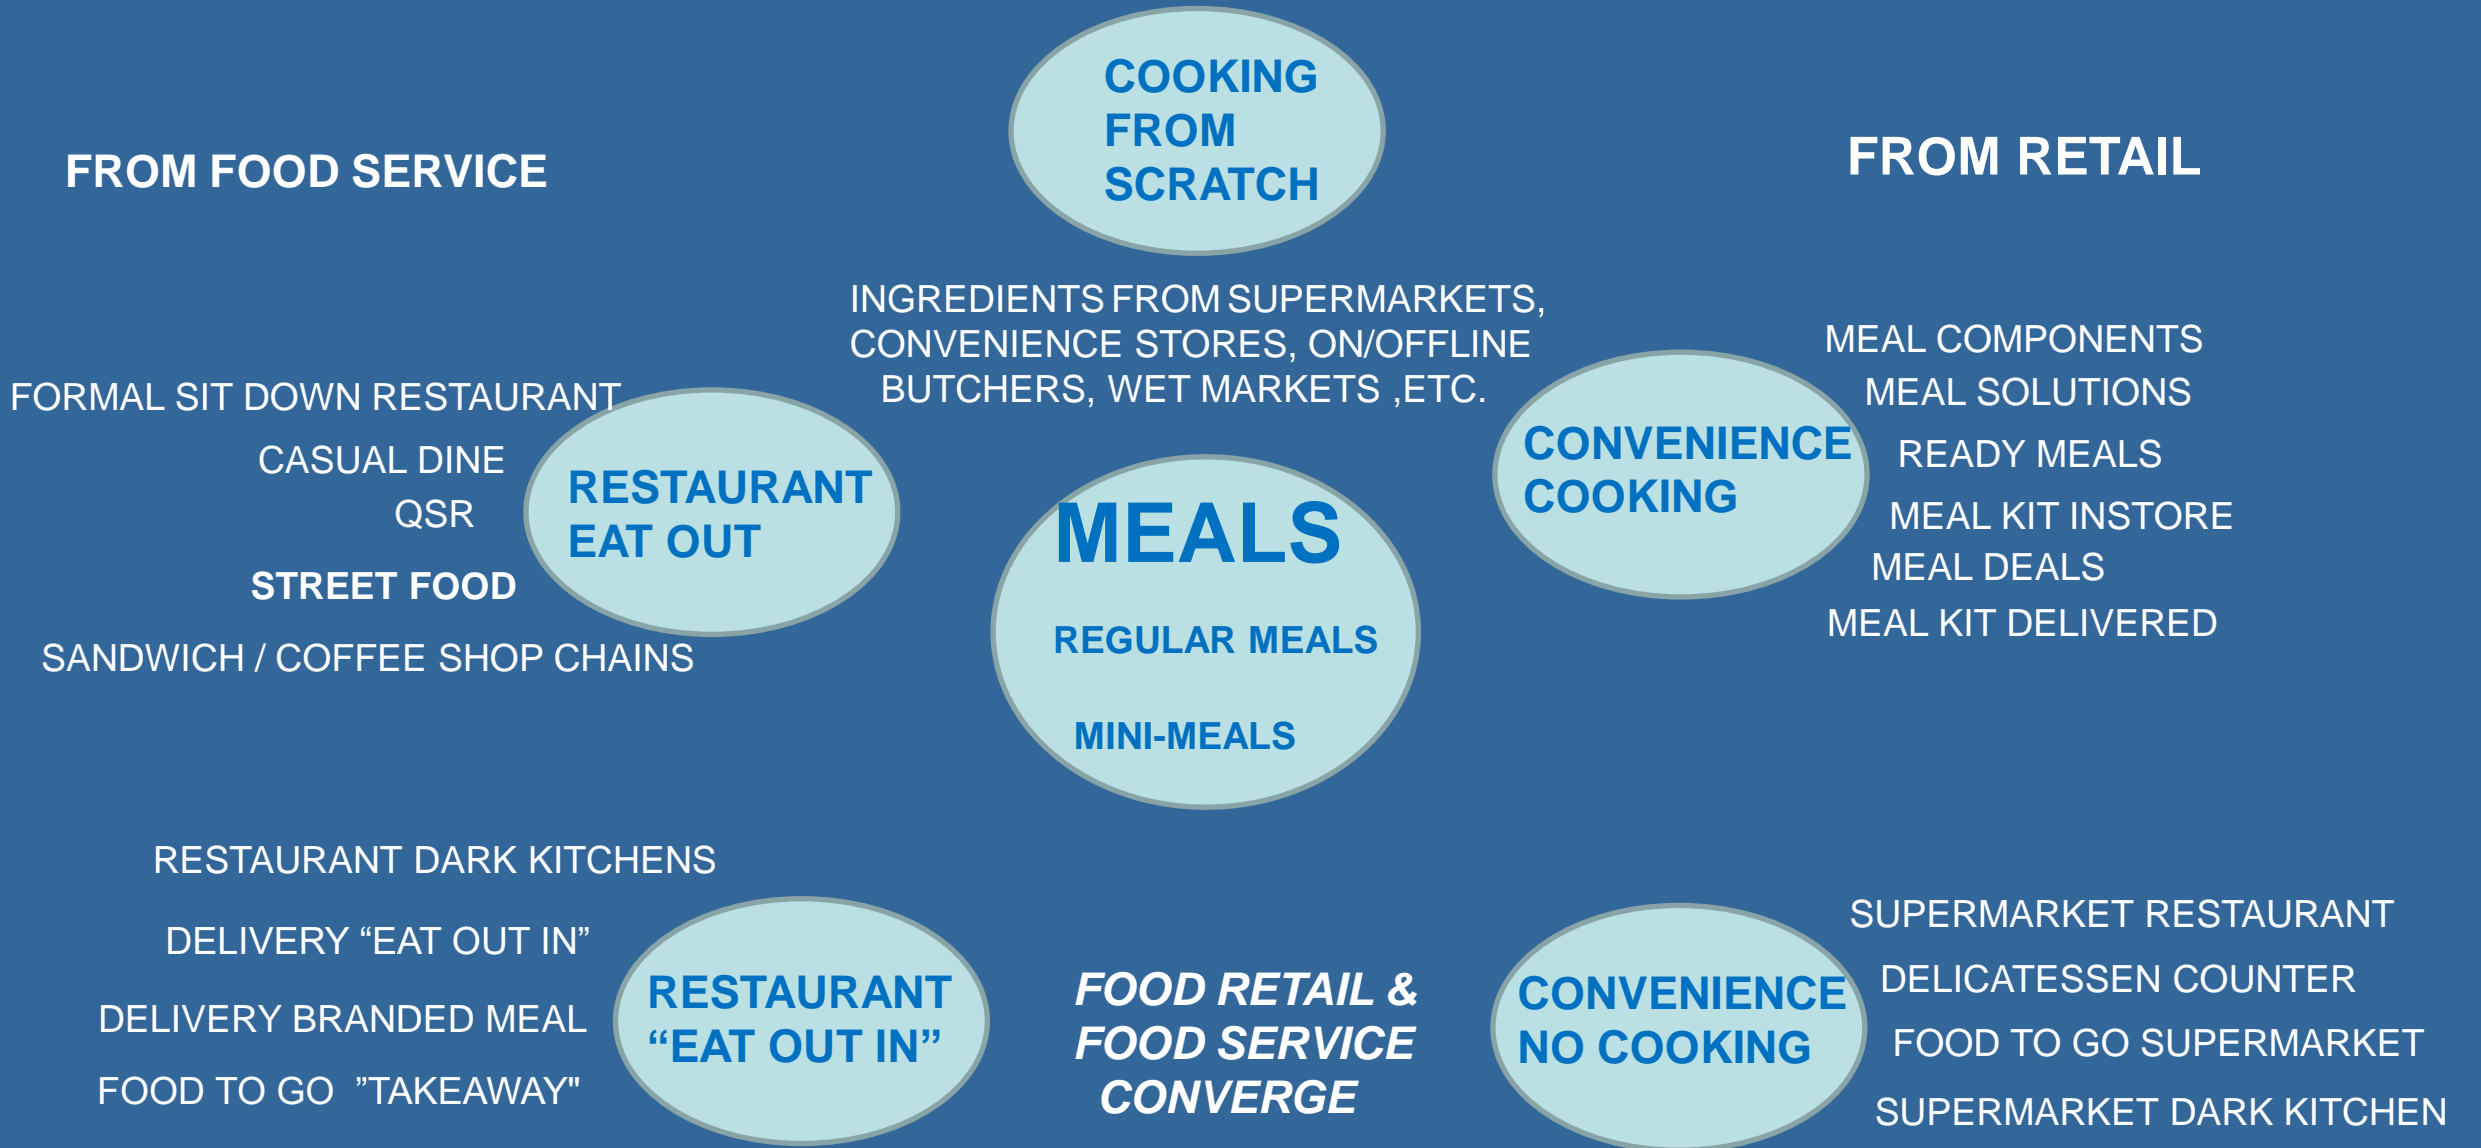 COOKING
FROM
SCRATCH
FROM FOOD SERVICE
FROM RETAIL
INGREDIENTS FROM SUPERMARKETS,
CONVENIENCE STORES, ON/OFFLINE
BUTCHERS, WET MARKETS ,ETC.
FORMAL SIT DOWN RESTAURANT
CASUAL DINE
QSR
STREET FOOD
SANDWICH / COFFEE SHOP CHAINS
RESTAURANT
EAT OUT
MEALS
REGULAR MEALS
MINI-MEALS
CONVENIENCE
COOKING
MEAL COMPONENTS
MEAL SOLUTIONS
READY MEALS
MEAL KIT INSTORE
MEAL DEALS
MEAL KIT DELIVERED
RESTAURANT DARK KITCHENS
DELIVERY “EAT OUT IN”
DELIVERY BRANDED MEAL
FOOD TO GO ”TAKEAWAY"
RESTAURANT
“EAT OUT IN”
FOOD RETAIL &
FOOD SERVICE
CONVERGE
CONVENIENCE
NO COOKING
SUPERMARKET RESTAURANT
DELICATESSEN COUNTER
FOOD TO GO SUPERMARKET
SUPERMARKET DARK KITCHEN